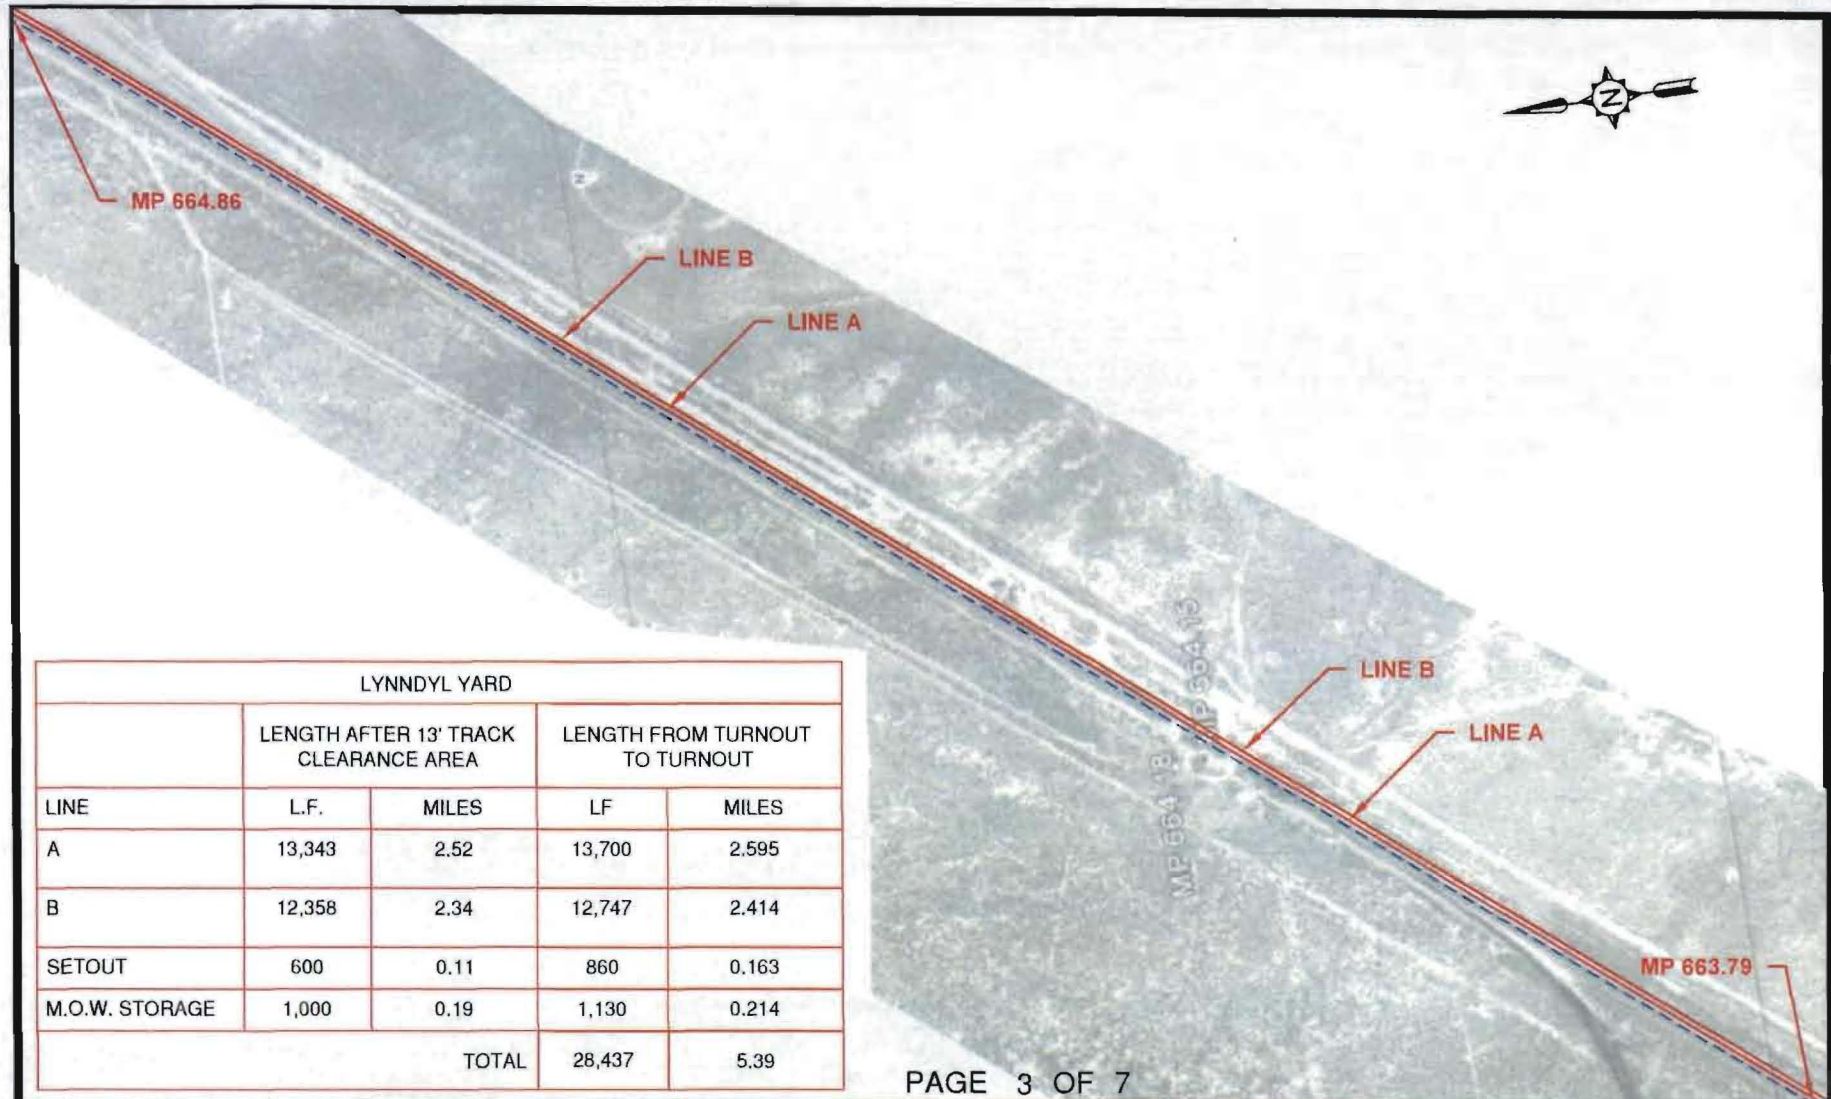 N
MP 664.86
LINE B
LINE A
MP 664.15
MP 664.18
LINE B
LINE A
MP 663.79
LYNNDYL YARD
LENGTH AFTER 13' TRACK CLEARANCE AREA LENGTH FROM TURNOUT TO TURNOUT
LINE L.F. MILES LF MILES
A 13,343 2.52 13,700 2.595
B 12,358 2.34 12,747 2.414
SETOUT 600 0.11 860 0.163
M.O.W. STORAGE 1,000 0.19 1,130 0.214
TOTAL 28,437 5.39
PAGE 3 OF 7